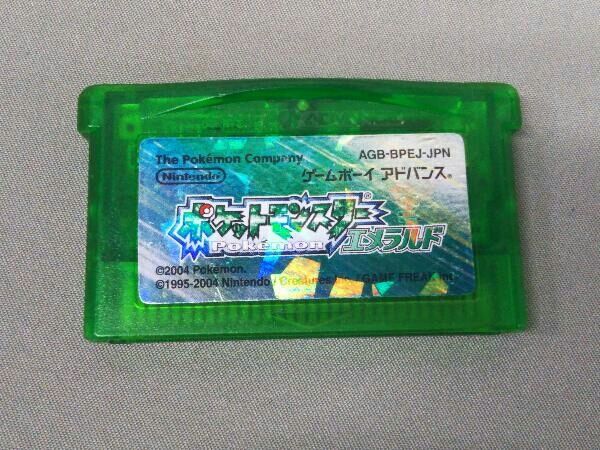 The Pokémon Company
AGB-BPEJ-JPN
Nintendo
ゲームボーイ アドバンス®
ポケットモンスター
Pokémon
エメラルド
©2004 Pokémon.
©1995-2004 Nintendo/Creatures inc./GAME FREAK inc.